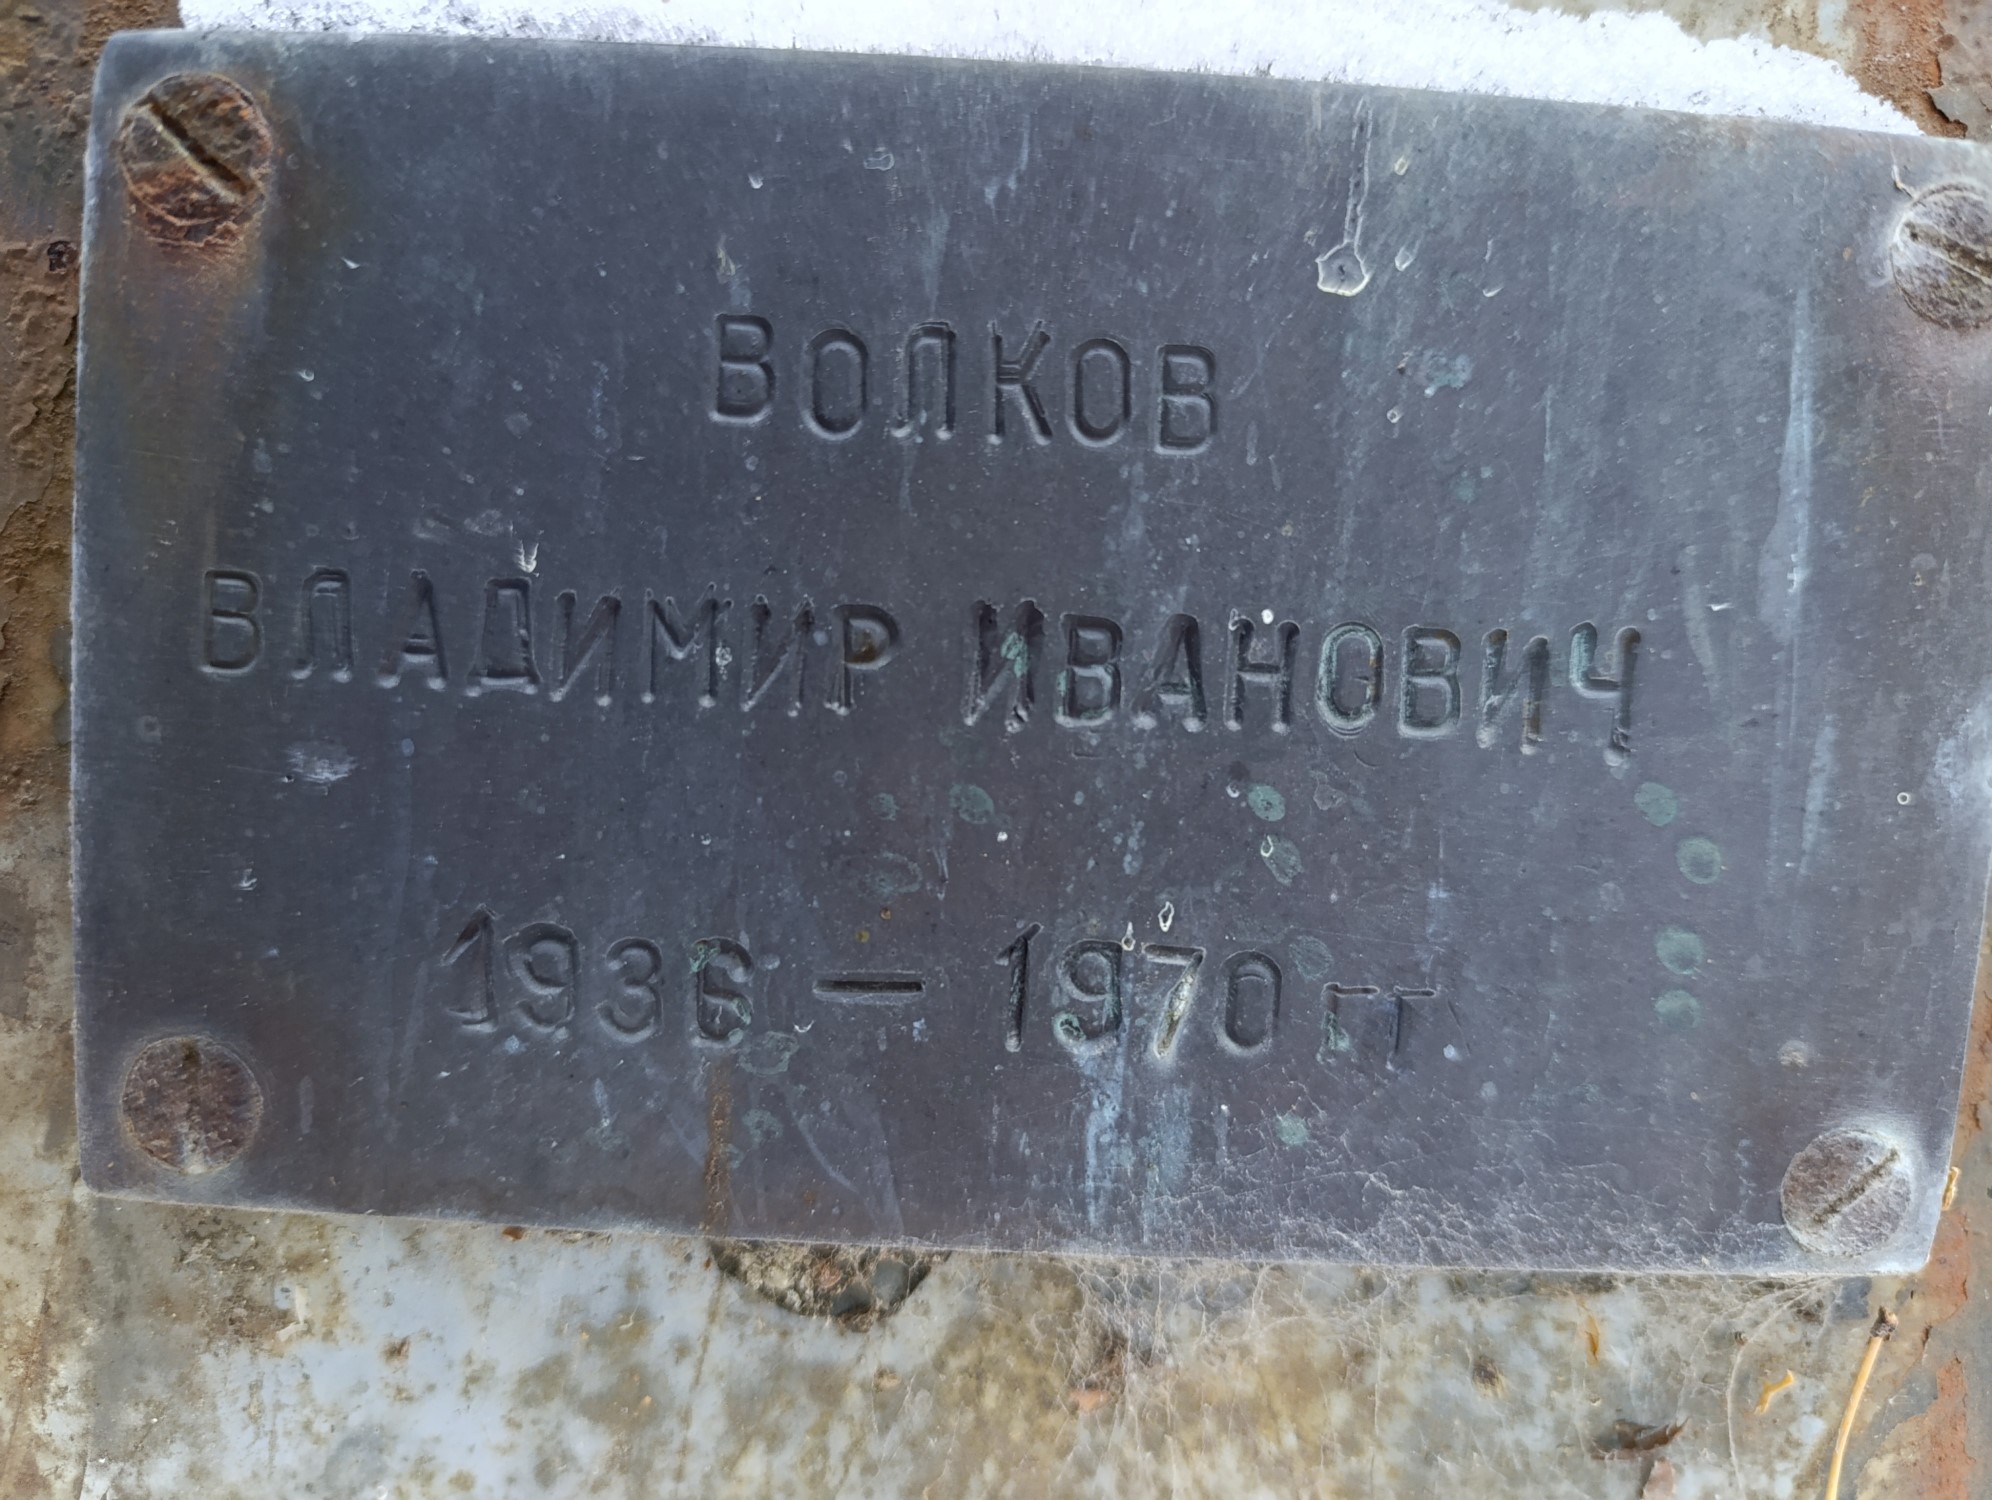 ВОЛКОВ
ВЛАДИМИР ИВАНОВИЧ
1936 — 1970 гг